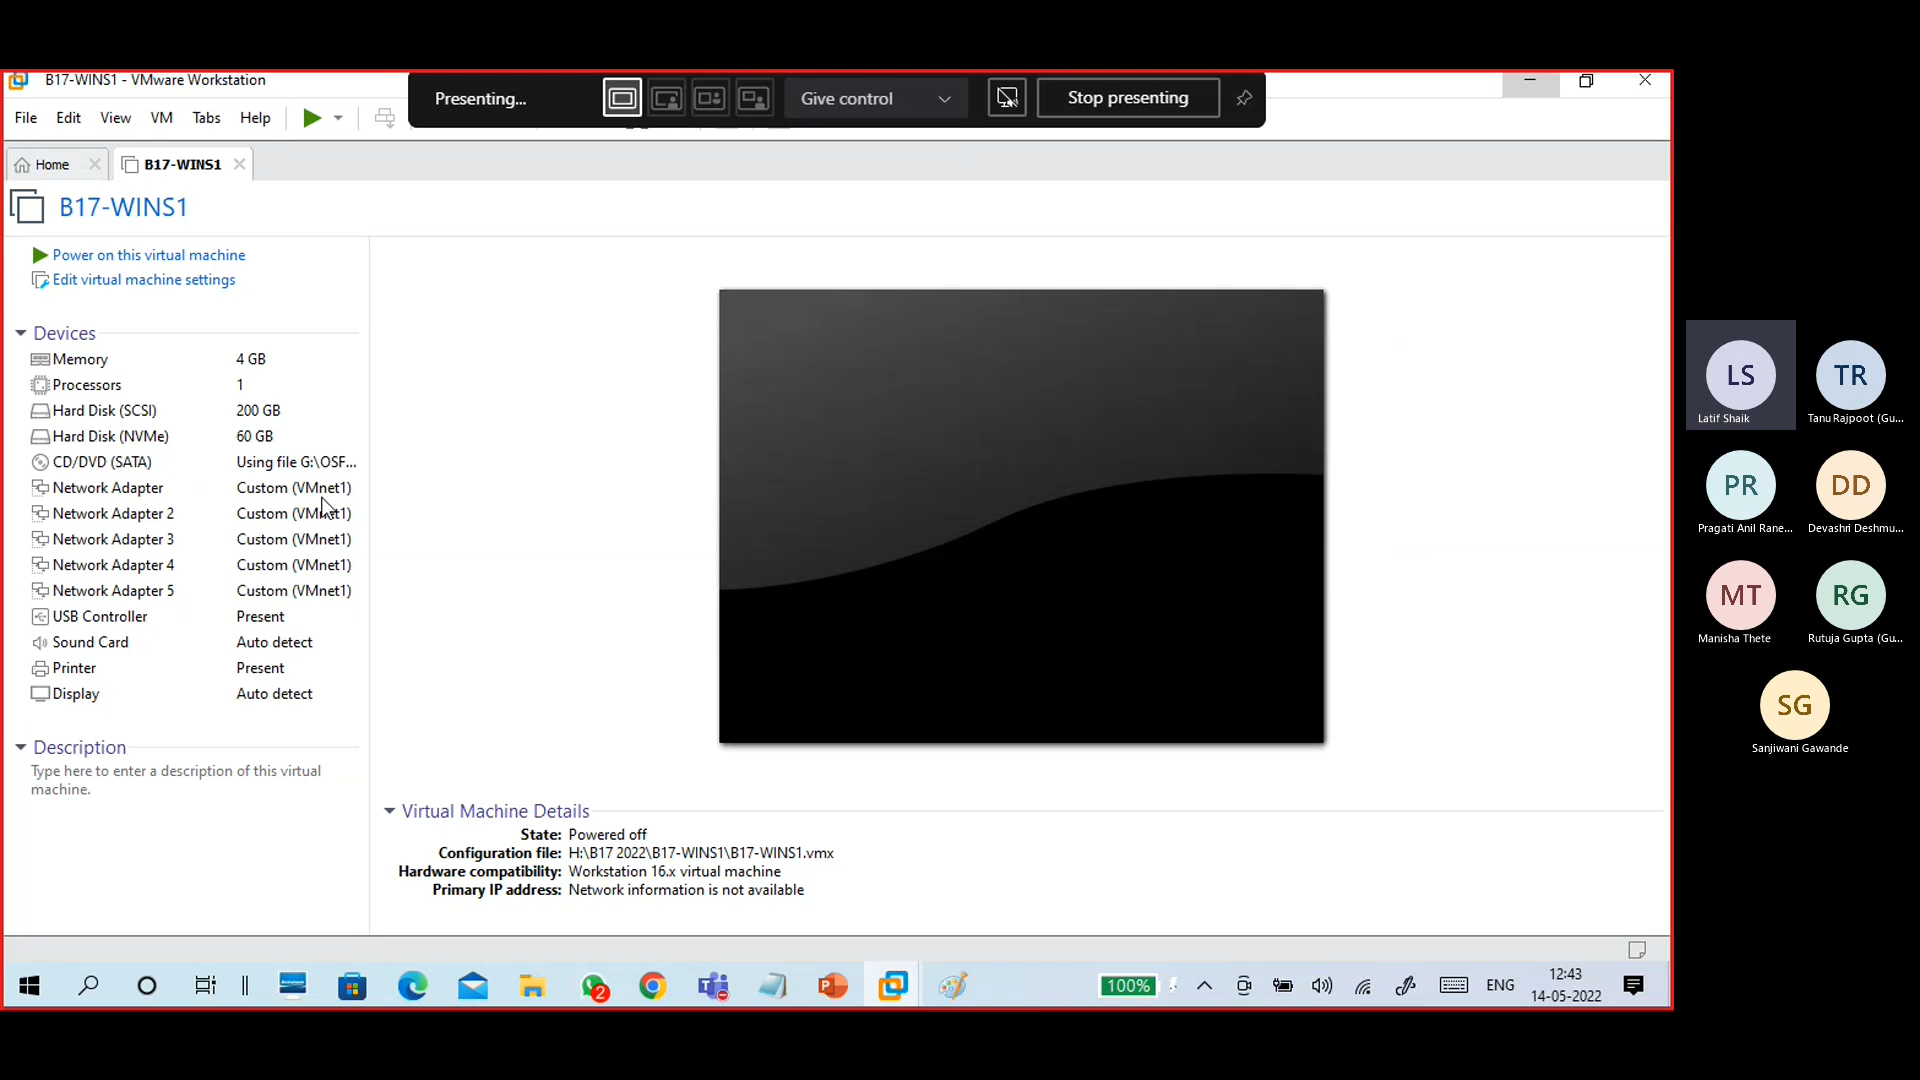 B17-WINS1 - VMware Workstation
Presenting...
Give control
Stop presenting
File Edit View VM Tabs Help
Home
B17-WINS1
B17-WINS1
Power on this virtual machine
Edit virtual machine settings
Devices
Memory 4 GB
Processors 1
Hard Disk (SCSI) 200 GB
Hard Disk (NVMe) 60 GB
CD/DVD (SATA) Using file G:\OSF...
Network Adapter Custom (VMnet1)
Network Adapter 2 Custom (VMnet1)
Network Adapter 3 Custom (VMnet1)
Network Adapter 4 Custom (VMnet1)
Network Adapter 5 Custom (VMnet1)
USB Controller Present
Sound Card Auto detect
Printer Present
Display Auto detect
Description
Type here to enter a description of this virtual
machine.
Virtual Machine Details
State: Powered off
Configuration file: H:\B17 2022\B17-WINS1\B17-WINS1.vmx
Hardware compatibility: Workstation 16.x virtual machine
Primary IP address: Network information is not available
LS
Latif Shaik
TR
Tanu Rajpoot (Gu...
PR
Pragati Anil Rane...
DD
Devashri Deshmu...
MT
Manisha Thete
RG
Rutuja Gupta (Gu...
SG
Sanjiwani Gawande
2
100%
ENG
12:43
14-05-2022